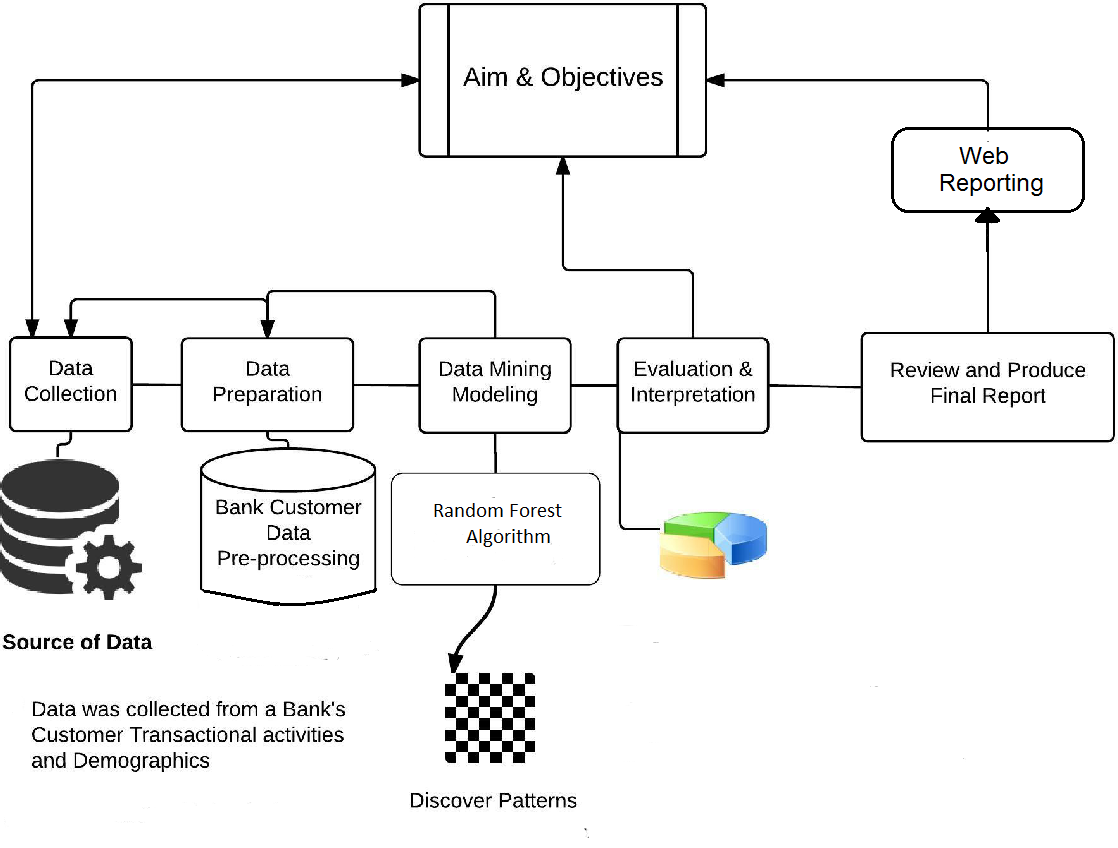 Aim & Objectives
Web
Reporting
Data
Collection
Data
Preparation
Data Mining
Modeling
Evaluation &
Interpretation
Review and Produce
Final Report
Bank Customer
Data
Pre-processing
Random Forest
Algorithm
Source of Data
Data was collected from a Bank's
Customer Transactional activities
and Demographics
Discover Patterns